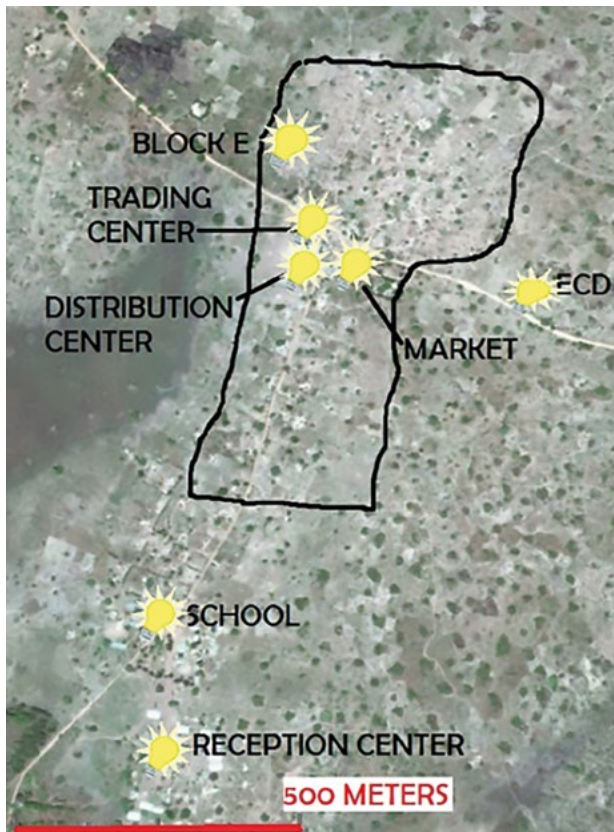 BLOCK E
TRADING
CENTER
DISTRIBUTION
CENTER
ECD
MARKET
SCHOOL
RECEPTION CENTER
500 METERS